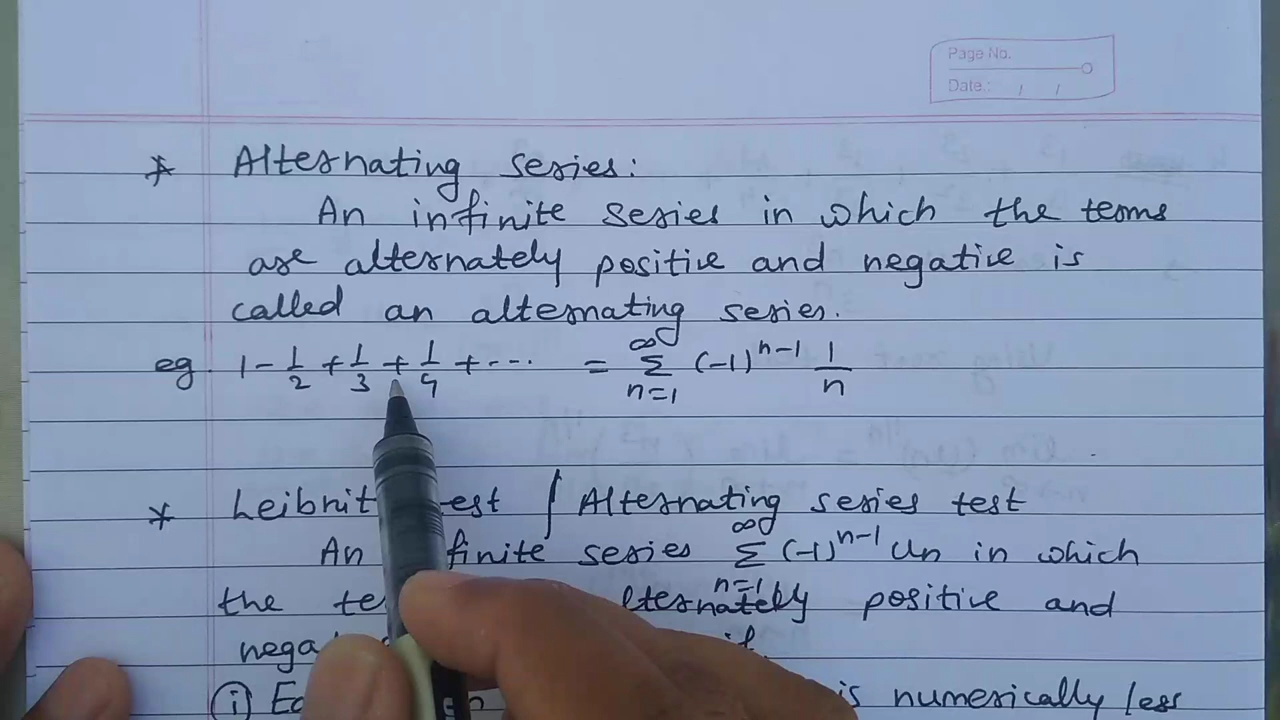 Page No.
Date.: / /
* Alternating series:
An infinite series in which the terms
are alternately positive and negative is
called an alternating series.
eg. 1 - 1/2 + 1/3 + 1/4 + ... = ∞ Σ n=1 (-1)^{n-1} 1/n
* Leibnit est / Alternating series test
An finite series ∞ Σ n=1 (-1)^{n-1} Un in which
the te lternately positive and
nega if
(i) Ea is numerically less